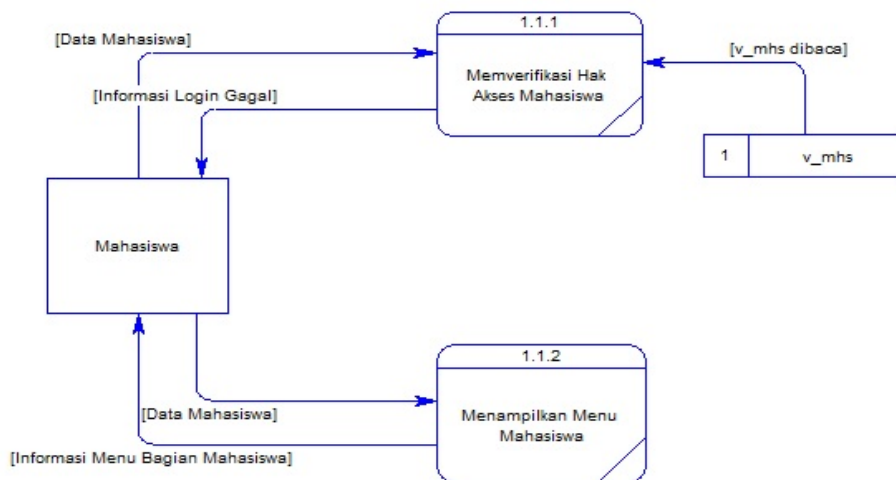 1.1.1
[Data Mahasiswa]
[v_mhs dibaca]
Memverifikasi Hak
Akses Mahasiswa
[Informasi Login Gagal]
1
v_mhs
Mahasiswa
1.1.2
[Data Mahasiswa]
Menampilkan Menu
Mahasiswa
[Informasi Menu Bagian Mahasiswa]